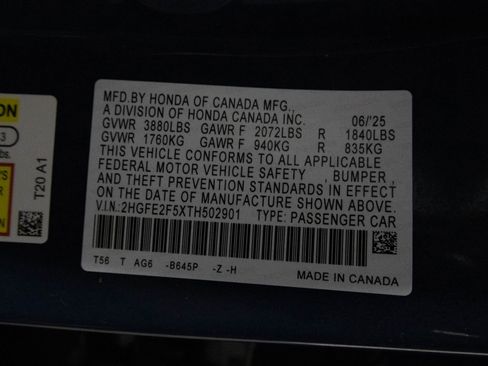 MFD.BY HONDA OF CANADA MFG.,
A DIVISION OF HONDA CANADA INC. 06/'25
GVWR 3880LBS GAWR F 2072LBS R 1840LBS
GVWR 1760KG GAWR F 940KG R 835KG
THIS VEHICLE CONFORMS TO ALL APPLICABLE
FEDERAL MOTOR VEHICLE SAFETY , BUMPER ,
AND THEFT PREVENTION STANDARDS IN EFFECT
ON THE DATE OF MANUFACTURE SHOWN ABOVE.
V.I.N.:2HGFE2F5XTH502901 TYPE: PASSENGER CAR
T56 T AG6 -B645P -Z -H
MADE IN CANADA
T20 A1